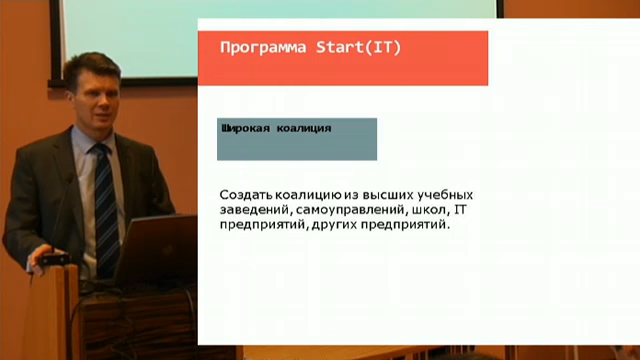 Программа Start(IT)
Широкая коалиция
Создать коалицию из высших учебных
заведений, самоуправлений, школ, IT
предприятий, других предприятий.